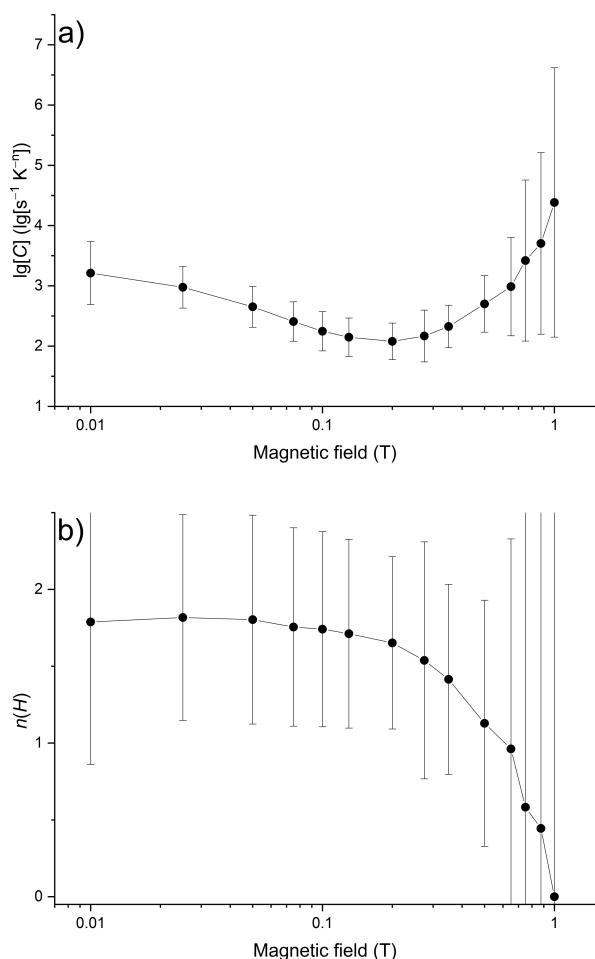 a)
7
6
5
4
3
2
1
lg[C] (lg[s⁻¹ K⁻ⁿ])
0.01 0.1 1
Magnetic field (T)
b)
2
1
0
n(H)
0.01 0.1 1
Magnetic field (T)